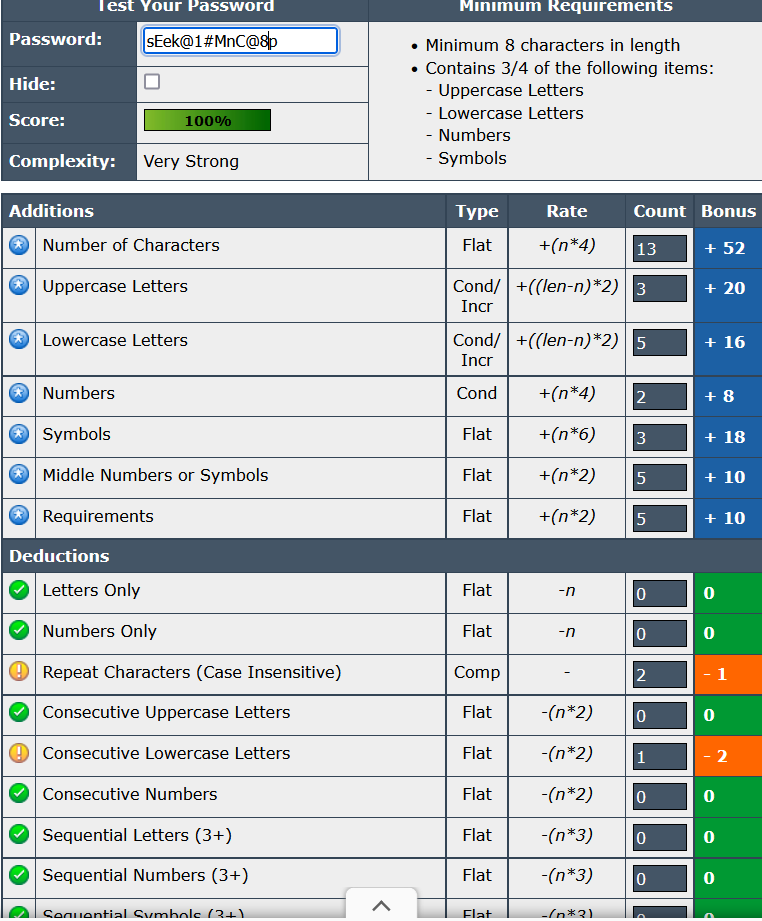 Test Your Password
Minimum Requirements
Password:
sEek@1#MnC@8p
• Minimum 8 characters in length
• Contains 3/4 of the following items:
- Uppercase Letters
- Lowercase Letters
- Numbers
- Symbols
Hide:
Score:
100%
Complexity:
Very Strong
Additions Type Rate Count Bonus
Number of Characters Flat +(n*4) 13 + 52
Uppercase Letters Cond/ +((len-n)*2) 3 + 20
Incr
Lowercase Letters Cond/ +((len-n)*2) 5 + 16
Incr
Numbers Cond +(n*4) 2 + 8
Symbols Flat +(n*6) 3 + 18
Middle Numbers or Symbols Flat +(n*2) 5 + 10
Requirements Flat +(n*2) 5 + 10
Deductions
Letters Only Flat -n 0 0
Numbers Only Flat -n 0 0
Repeat Characters (Case Insensitive) Comp - 2 - 1
Consecutive Uppercase Letters Flat -(n*2) 0 0
Consecutive Lowercase Letters Flat -(n*2) 1 - 2
Consecutive Numbers Flat -(n*2) 0 0
Sequential Letters (3+) Flat -(n*3) 0 0
Sequential Numbers (3+) Flat -(n*3) 0 0
Sequential Symbols (3+) Flat -(n*3) 0 0